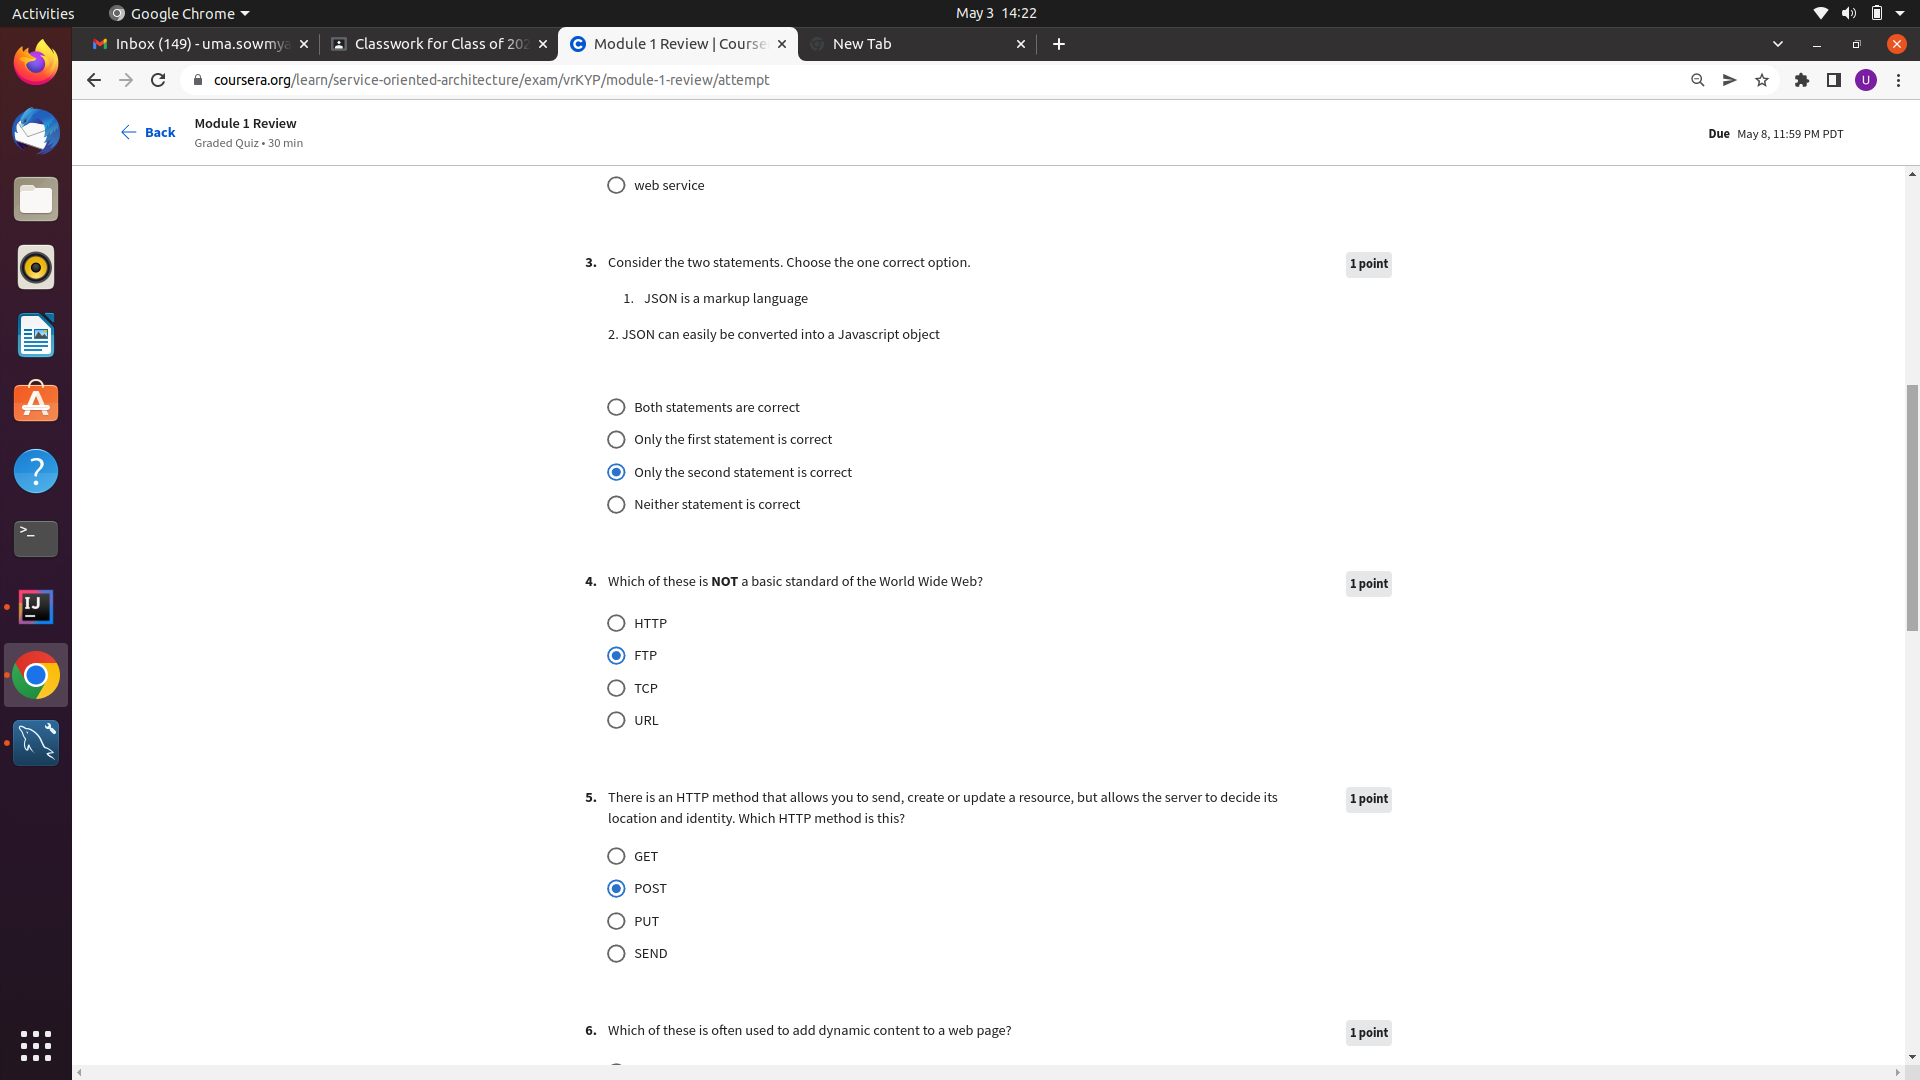 Activities
Google Chrome
May 3 14:22
Inbox (149) - uma.sowmya
Classwork for Class of 202
Module 1 Review | Course
New Tab
coursera.org/learn/service-oriented-architecture/exam/vrKYP/module-1-review/attempt
U
Back
Module 1 Review
Graded Quiz • 30 min
Due May 8, 11:59 PM PDT
web service
3. Consider the two statements. Choose the one correct option.
1 point
1. JSON is a markup language
2. JSON can easily be converted into a Javascript object
Both statements are correct
Only the first statement is correct
Only the second statement is correct
Neither statement is correct
4. Which of these is NOT a basic standard of the World Wide Web?
1 point
HTTP
FTP
TCP
URL
5. There is an HTTP method that allows you to send, create or update a resource, but allows the server to decide its
location and identity. Which HTTP method is this?
1 point
GET
POST
PUT
SEND
6. Which of these is often used to add dynamic content to a web page?
1 point